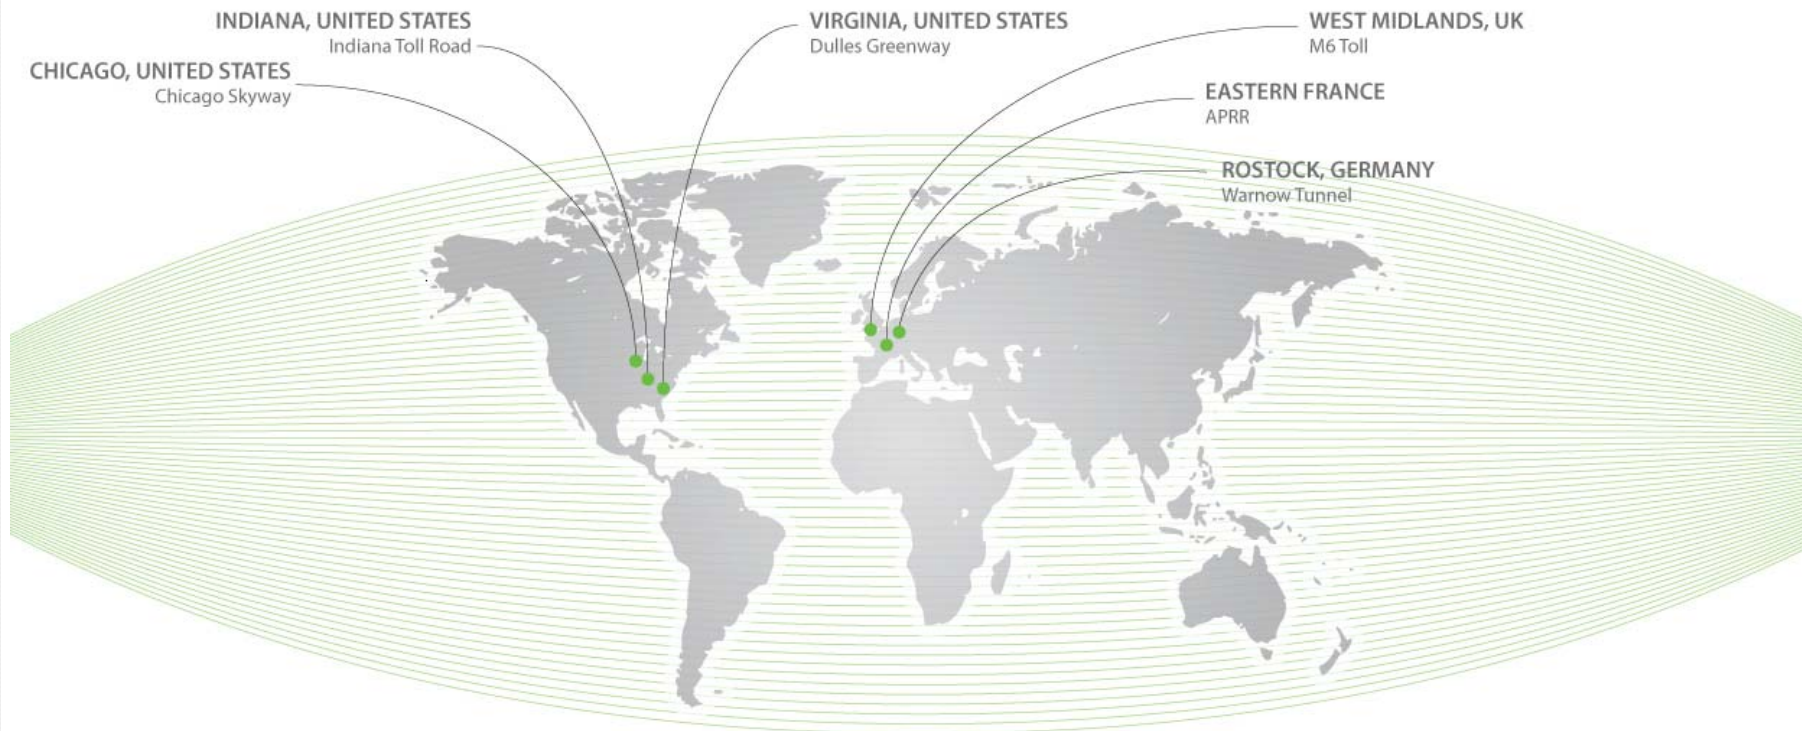 INDIANA, UNITED STATES
Indiana Toll Road
CHICAGO, UNITED STATES
Chicago Skyway
VIRGINIA, UNITED STATES
Dulles Greenway
WEST MIDLANDS, UK
M6 Toll
EASTERN FRANCE
APRR
ROSTOCK, GERMANY
Warnow Tunnel